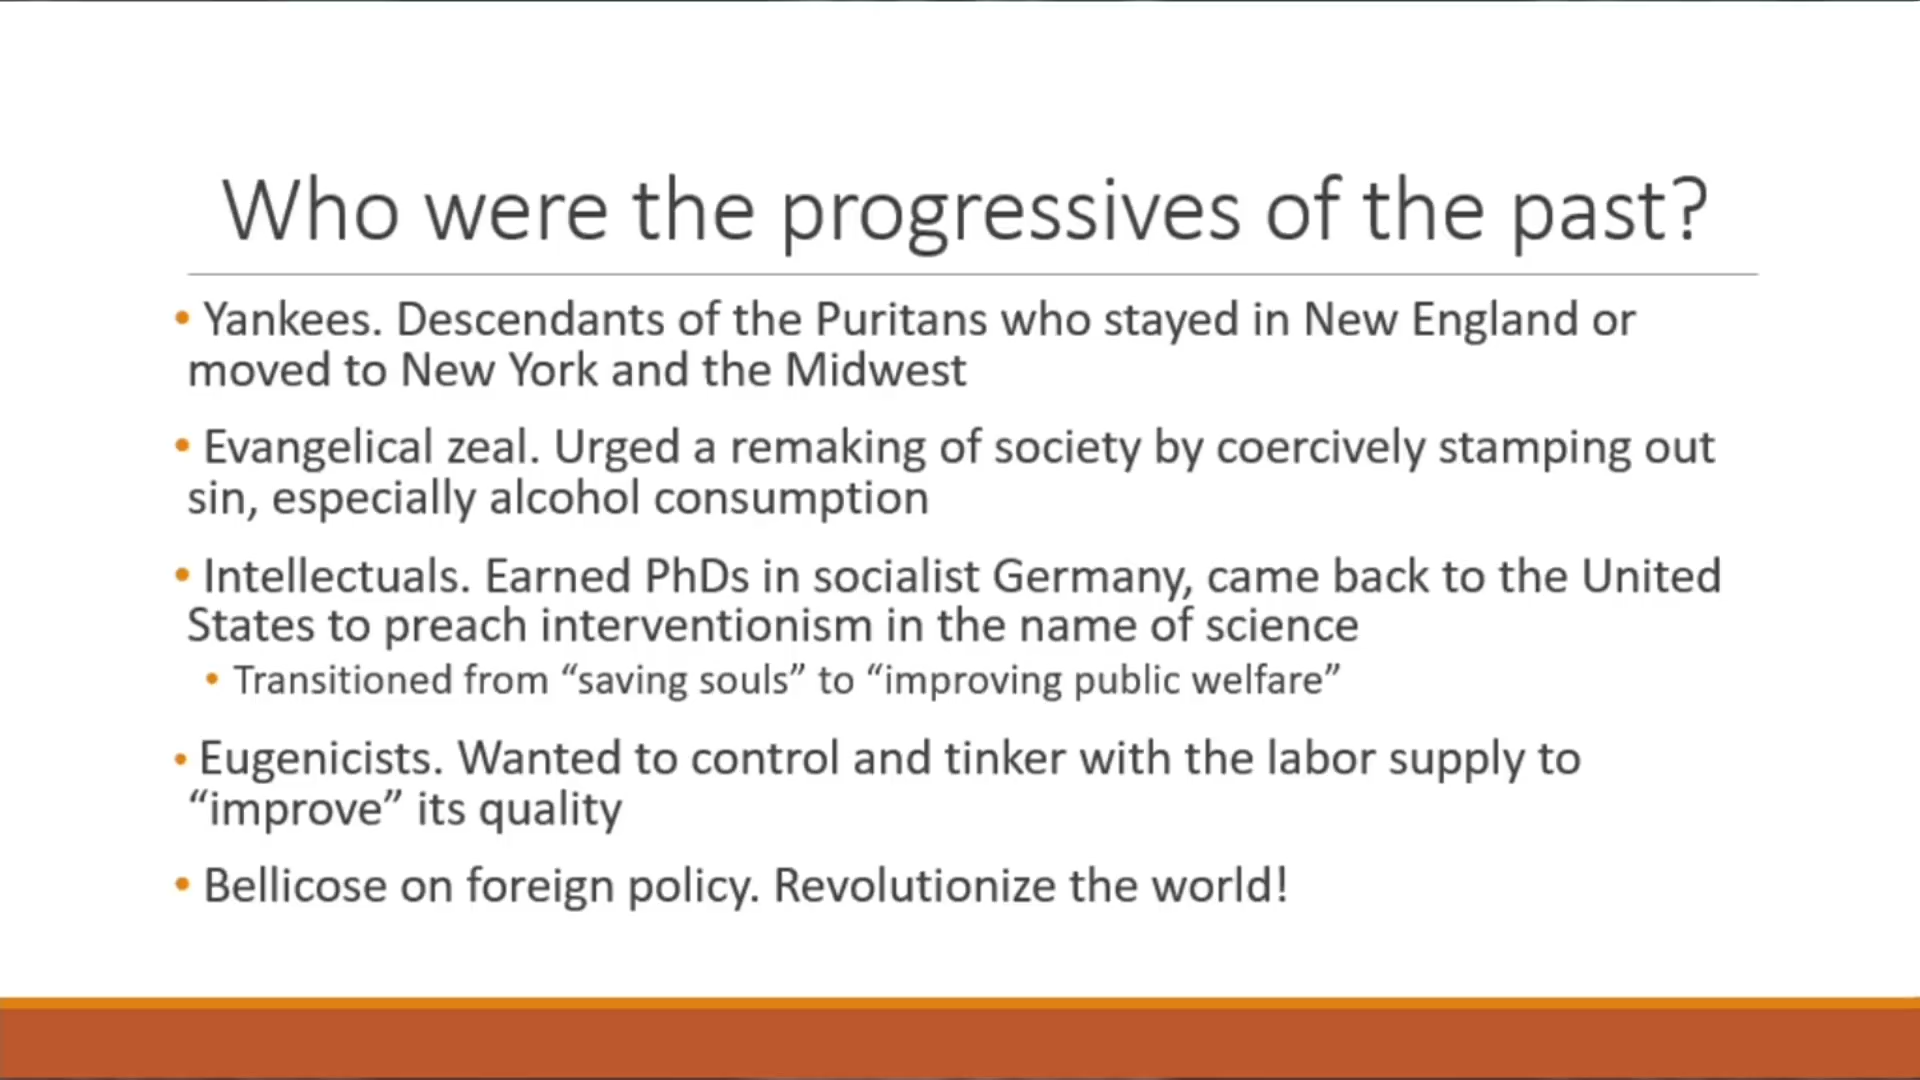 Who were the progressives of the past?
• Yankees. Descendants of the Puritans who stayed in New England or
moved to New York and the Midwest
• Evangelical zeal. Urged a remaking of society by coercively stamping out
sin, especially alcohol consumption
• Intellectuals. Earned PhDs in socialist Germany, came back to the United
States to preach interventionism in the name of science
• Transitioned from “saving souls” to “improving public welfare”
• Eugenicists. Wanted to control and tinker with the labor supply to
“improve” its quality
• Bellicose on foreign policy. Revolutionize the world!